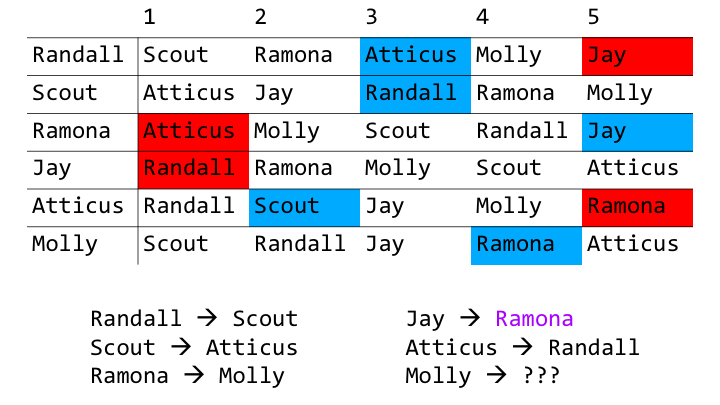 1 2 3 4 5
Randall Scout Ramona Atticus Molly Jay
Scout Atticus Jay Randall Ramona Molly
Ramona Atticus Molly Scout Randall Jay
Jay Randall Ramona Molly Scout Atticus
Atticus Randall Scout Jay Molly Ramona
Molly Scout Randall Jay Ramona Atticus
Randall → Scout Jay → Ramona
Scout → Atticus Atticus → Randall
Ramona → Molly Molly → ???